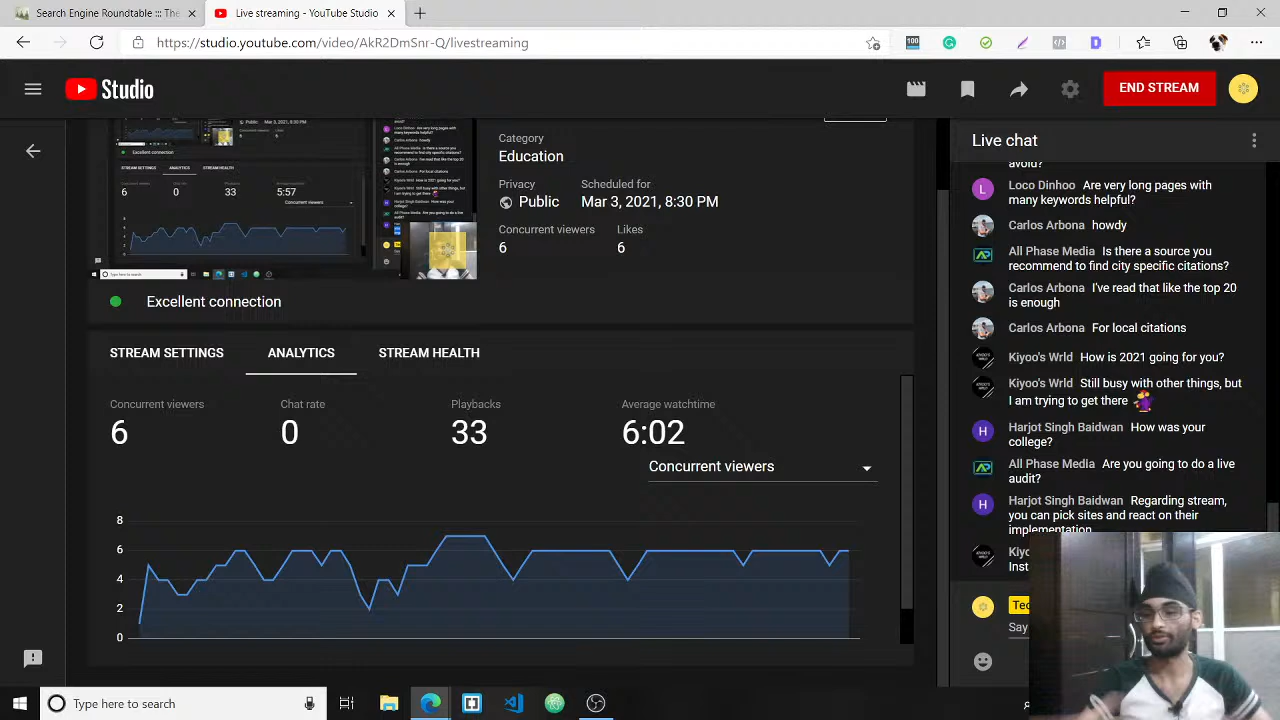 Search Engine Roundtable ::: The
Live streaming - YouTube Studio
https://studio.youtube.com/video/AkR2DmSnr-Q/livestreaming
100
Studio
END STREAM
Category
Education
Privacy
Scheduled for
Public
Mar 3, 2021, 8:30 PM
Concurrent viewers
Likes
6
6
Excellent connection
STREAM SETTINGS
ANALYTICS
STREAM HEALTH
Concurrent viewers
Chat rate
Playbacks
Average watchtime
6
0
33
6:02
Concurrent viewers
8
6
4
2
0
Live chat
avoid?
L
Loco Dinboo Are very long pages with
many keywords helpful?
Carlos Arbona howdy
All Phase Media Is there a source you
recommend to find city specific citations?
Carlos Arbona I've read that like the top 20
is enough
Carlos Arbona For local citations
Kiyoo's Wrld How is 2021 going for you?
Kiyoo's Wrld Still busy with other things, but
I am trying to get there
H
Harjot Singh Baidwan How was your
college?
All Phase Media Are you going to do a live
audit?
H
Harjot Singh Baidwan Regarding stream,
you can pick sites and react on their
implementation
Kiyo
Inst
Tec
Say
Type here to search